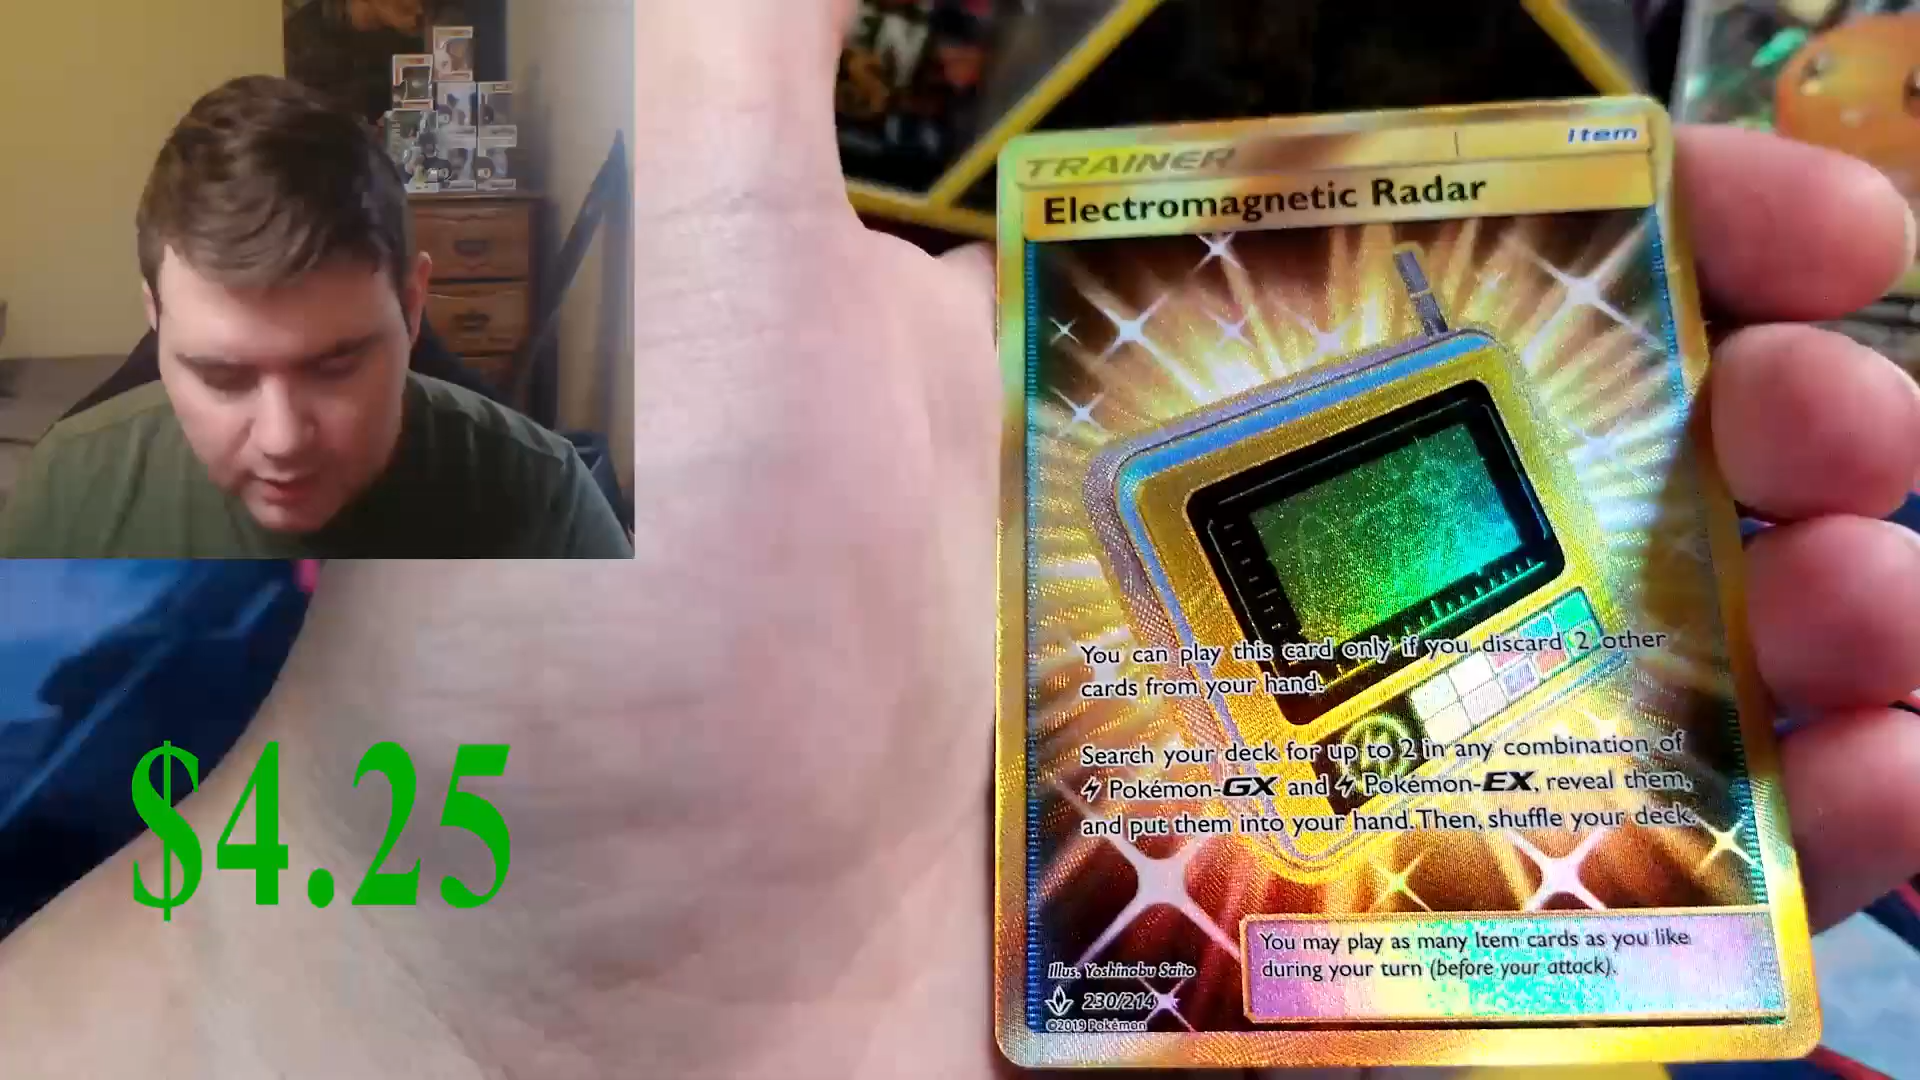 TRAINER
Item
Electromagnetic Radar
You can play this card only if you discard 2 other
cards from your hand.
Search your deck for up to 2 in any combination of
Pokémon-GX and Pokémon-EX, reveal them,
and put them into your hand. Then, shuffle your deck.
You may play as many Item cards as you like
during your turn (before your attack).
Illus. Yoshinobu Saito
230/214
©2019 Pokémon
$4.25